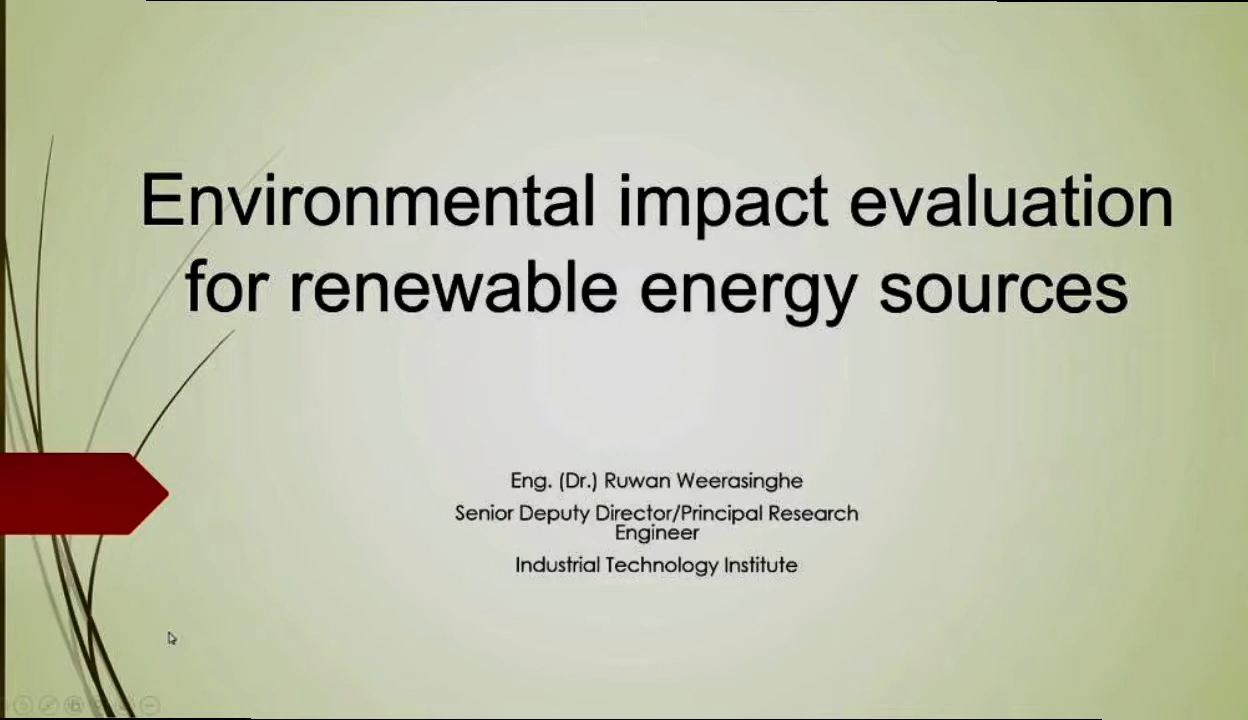 Environmental impact evaluation
for renewable energy sources
Eng. (Dr.) Ruwan Weerasinghe
Senior Deputy Director/Principal Research
Engineer
Industrial Technology Institute